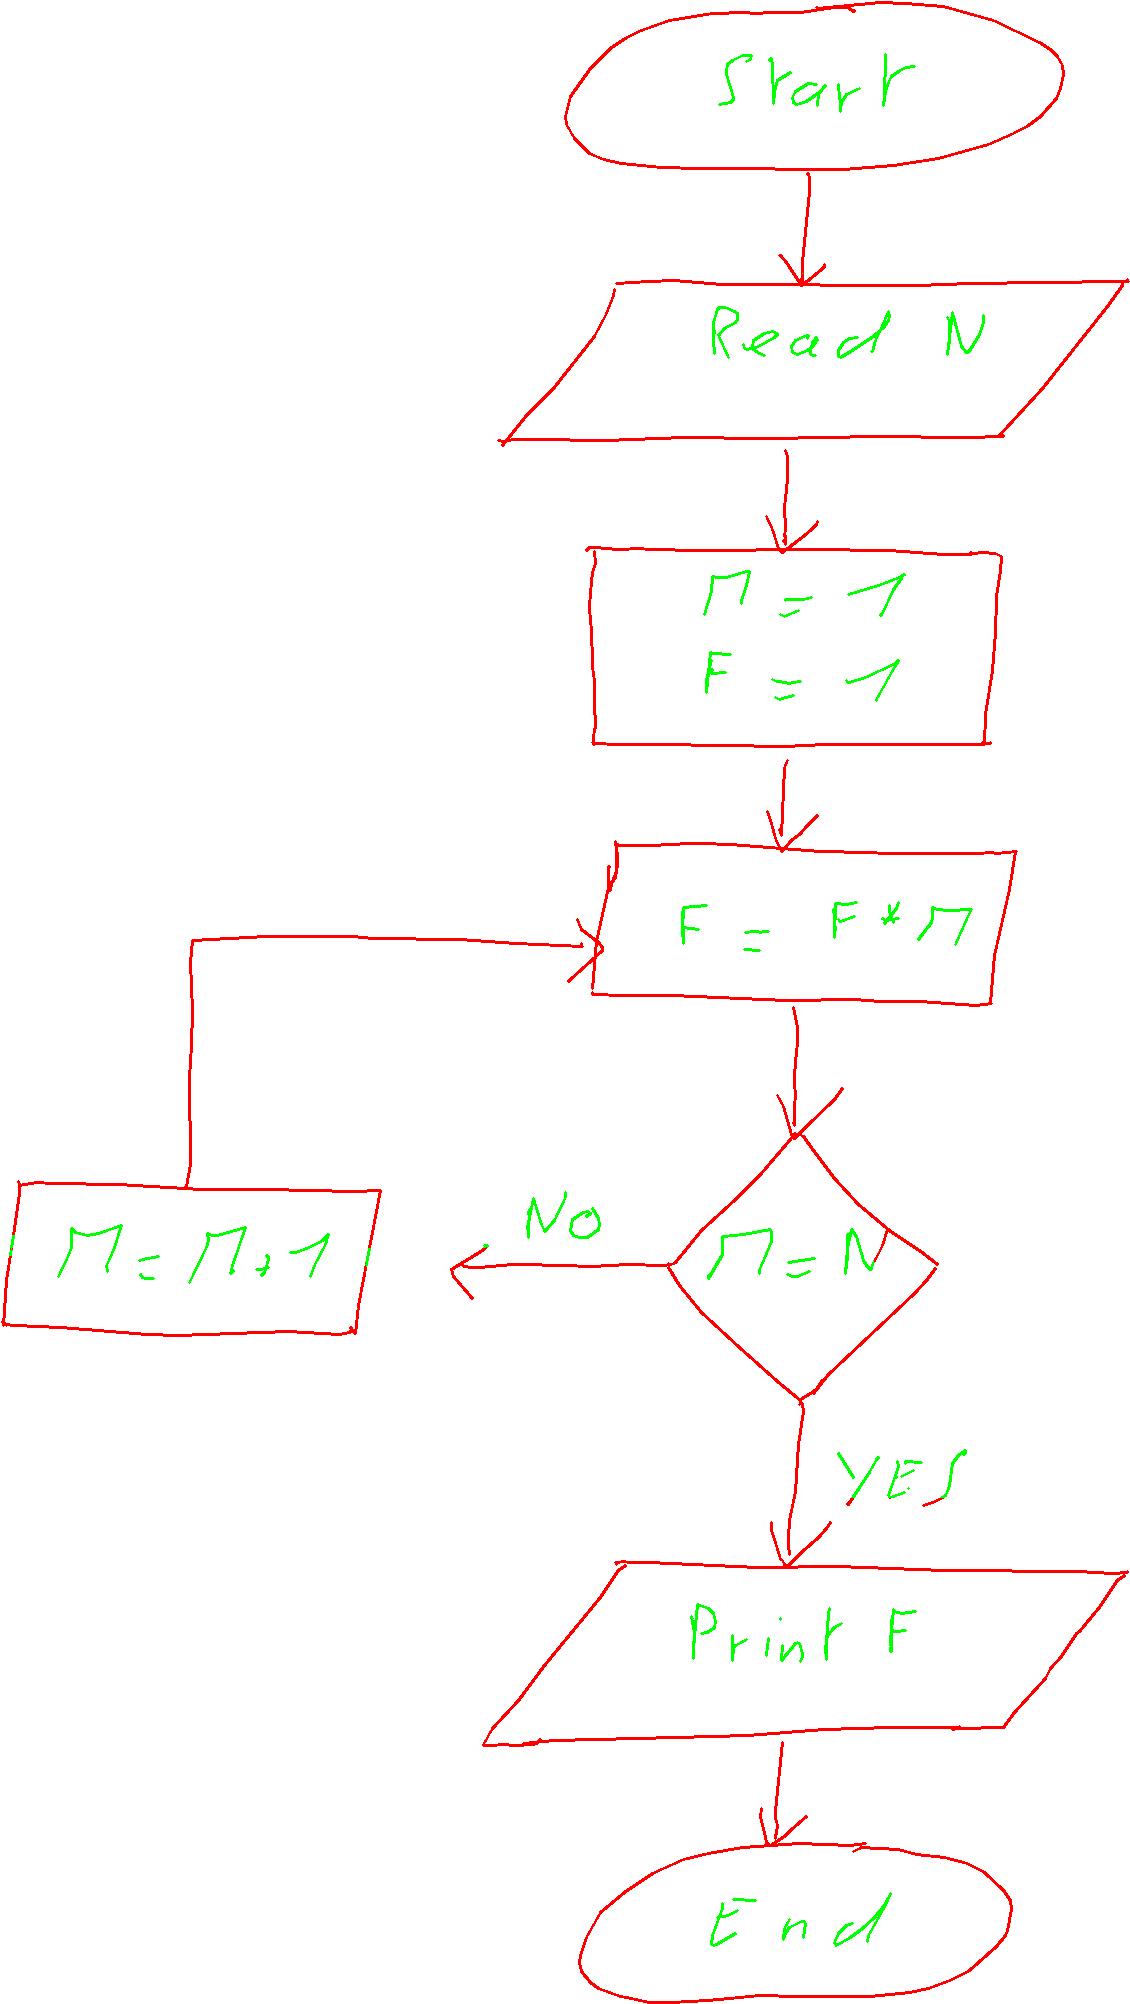 Start
Read N
M = 1
F = 1
F = F * M
NO
M = M + 1
M = N
YES
Print F
End